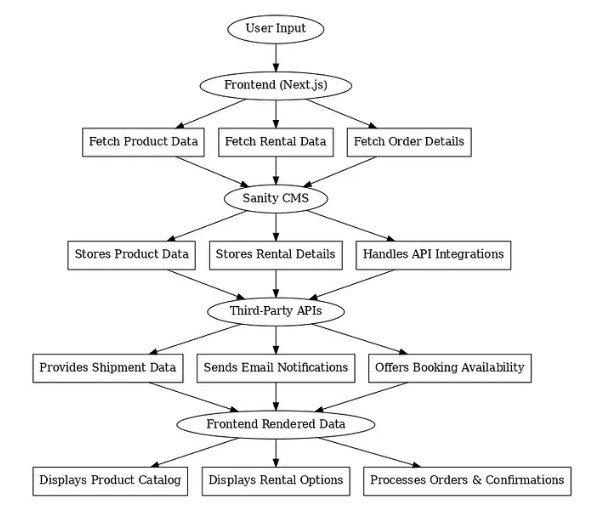 User Input
Frontend (Next.js)
Fetch Product Data
Fetch Rental Data
Fetch Order Details
Sanity CMS
Stores Product Data
Stores Rental Details
Handles API Integrations
Third-Party APIs
Provides Shipment Data
Sends Email Notifications
Offers Booking Availability
Frontend Rendered Data
Displays Product Catalog
Displays Rental Options
Processes Orders & Confirmations